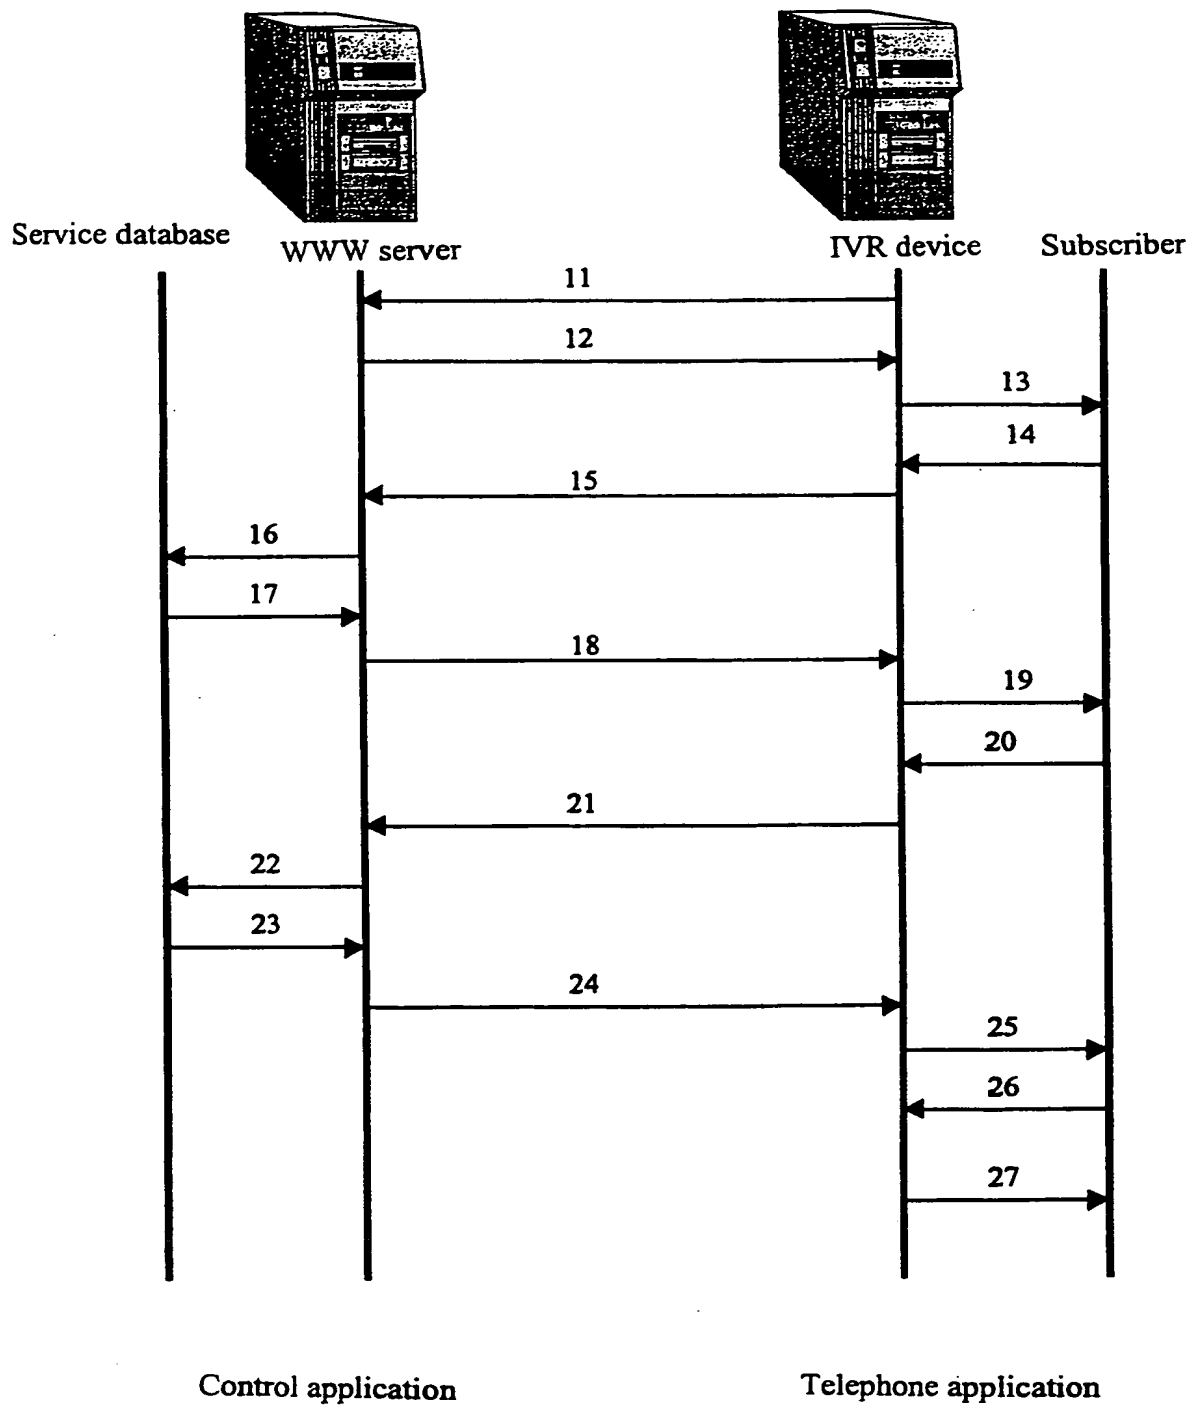 Service database
WWW server
IVR device
Subscriber
11
12
13
14
15
16
17
18
19
20
21
22
23
24
25
26
27
Control application
Telephone application